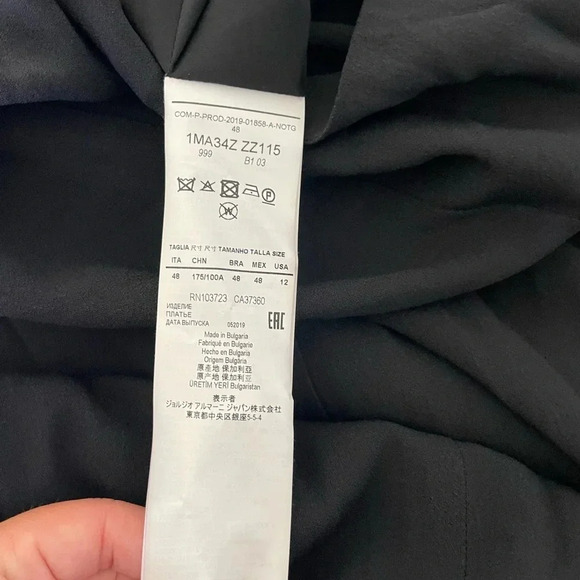 COM-P-PROD-2019-01858-A-NOTG
48
1MA34Z ZZ115
999 B1 03
W
P
TAGLIA 尺寸 尺寸 TAMANHO TALLA SIZE
ITA CHN BRA MEX USA
48 175/100A 48 48 12
RN103723 CA37360
ИЗДЕЛИЕ
ПЛАТЬЕ
ДАТА ВЫПУСКА 052019
EAC
Made in Bulgaria
Fabriqué en Bulgarie
Hecho en Bulgaria
Origem Bulgária
原産地 保加利亞
原产地 保加利亚
ÜRETİM YERİ Bulgaristan
表示者
ジョルジオ アルマーニ ジャパン株式会社
東京都中央区銀座5-5-4